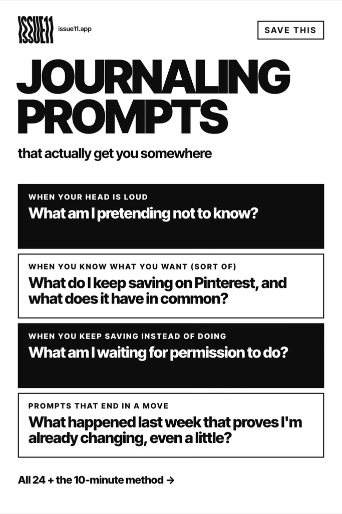 ISSUE11
issue11.app
SAVE THIS
JOURNALING
PROMPTS
that actually get you somewhere
WHEN YOUR HEAD IS LOUD
What am I pretending not to know?
WHEN YOU KNOW WHAT YOU WANT (SORT OF)
What do I keep saving on Pinterest, and
what does it have in common?
WHEN YOU KEEP SAVING INSTEAD OF DOING
What am I waiting for permission to do?
PROMPTS THAT END IN A MOVE
What happened last week that proves I'm
already changing, even a little?
All 24 + the 10-minute method →